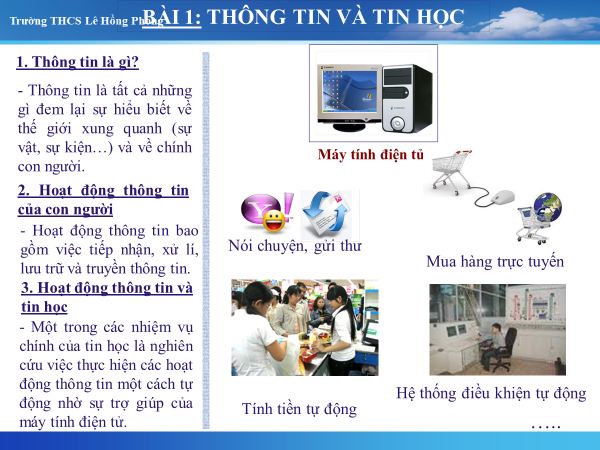 Trường THCS Lê Hồng Phong
BÀI 1: THÔNG TIN VÀ TIN HỌC
1. Thông tin là gì?
- Thông tin là tất cả những
gì đem lại sự hiểu biết về
thế giới xung quanh (sự
vật, sự kiện…) và về chính
con người.
2. Hoạt động thông tin
của con người
- Hoạt động thông tin bao
gồm việc tiếp nhận, xử lí,
lưu trữ và truyền thông tin.
3. Hoạt động thông tin và
tin học
- Một trong các nhiệm vụ
chính của tin học là nghiên
cứu việc thực hiện các hoạt
động thông tin một cách tự
động nhờ sự trợ giúp của
máy tính điện tử.
Máy tính điện tủ
Nói chuyện, gửi thư
Mua hàng trực tuyến
Tính tiền tự động
Hệ thống điều khiện tự động
…..